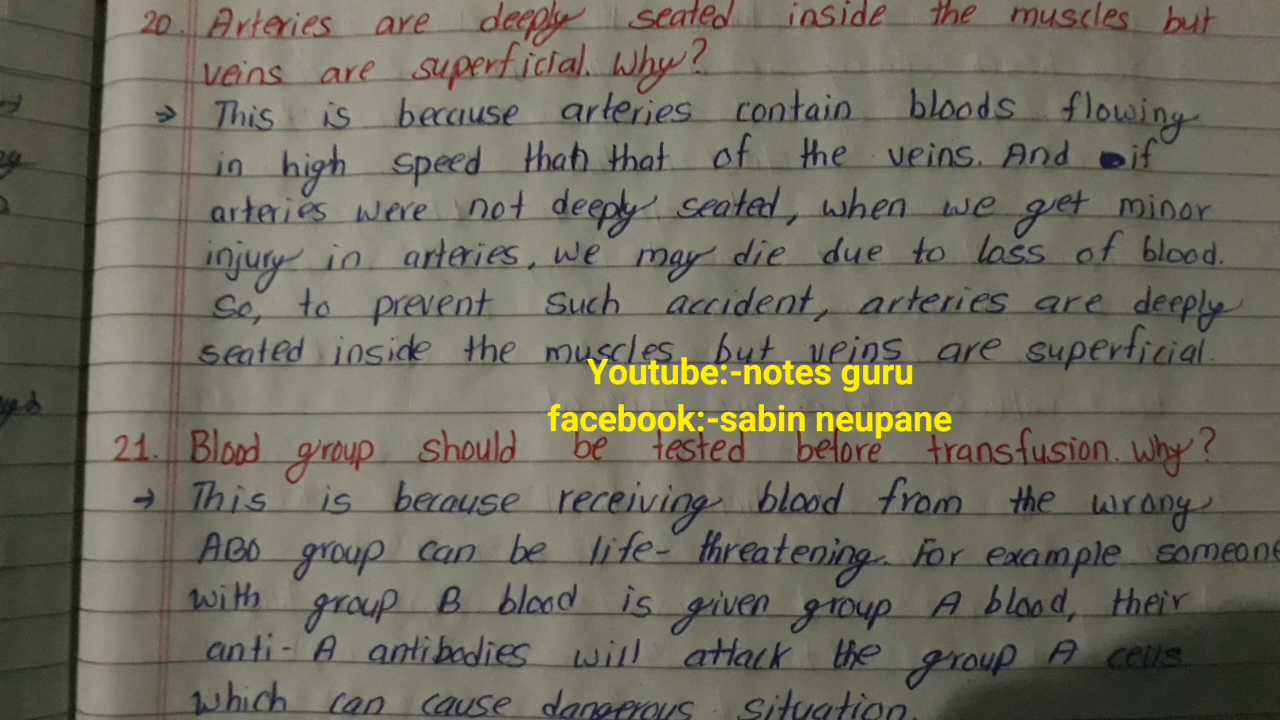 20. Arteries are deeply seated inside the muscles but
veins are superficial. Why?
→ This is because arteries contain bloods flowing
in high speed than that of the veins. And if
arteries were not deeply seated, when we get minor
injury in arteries, we may die due to loss of blood.
So, to prevent such accident, arteries are deeply
seated inside the muscles but veins are superficial.
Youtube:-notes guru
facebook:-sabin neupane
21. Blood group should be tested before transfusion. Why?
→ This is because receiving blood from the wrong
ABO group can be life-threatening. For example someone
with group B blood is given group A blood, their
anti-A antibodies will attack the group A cells
which can cause dangerous situation.